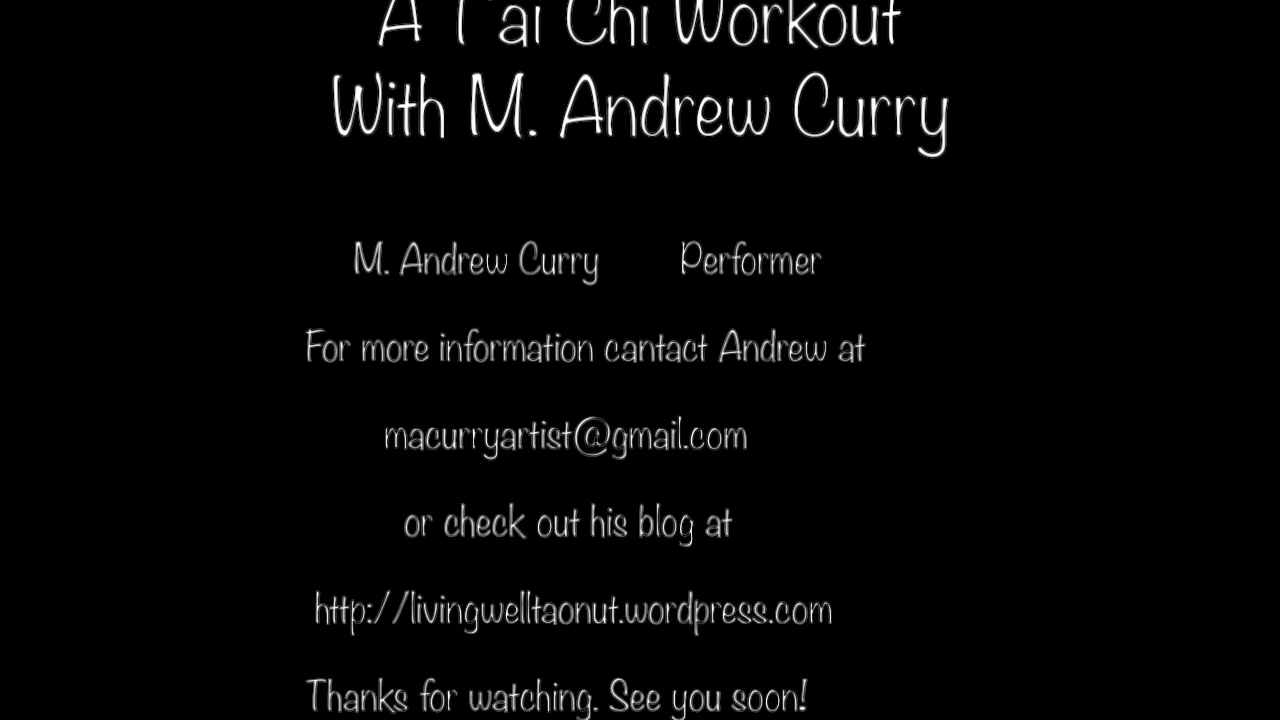 A T'ai Chi Workout
With M. Andrew Curry
M. Andrew Curry Performer
For more information cantact Andrew at
macurryartist@gmail.com
or check out his blog at
http://livingwelltaonut.wordpress.com
Thanks for watching. See you soon!